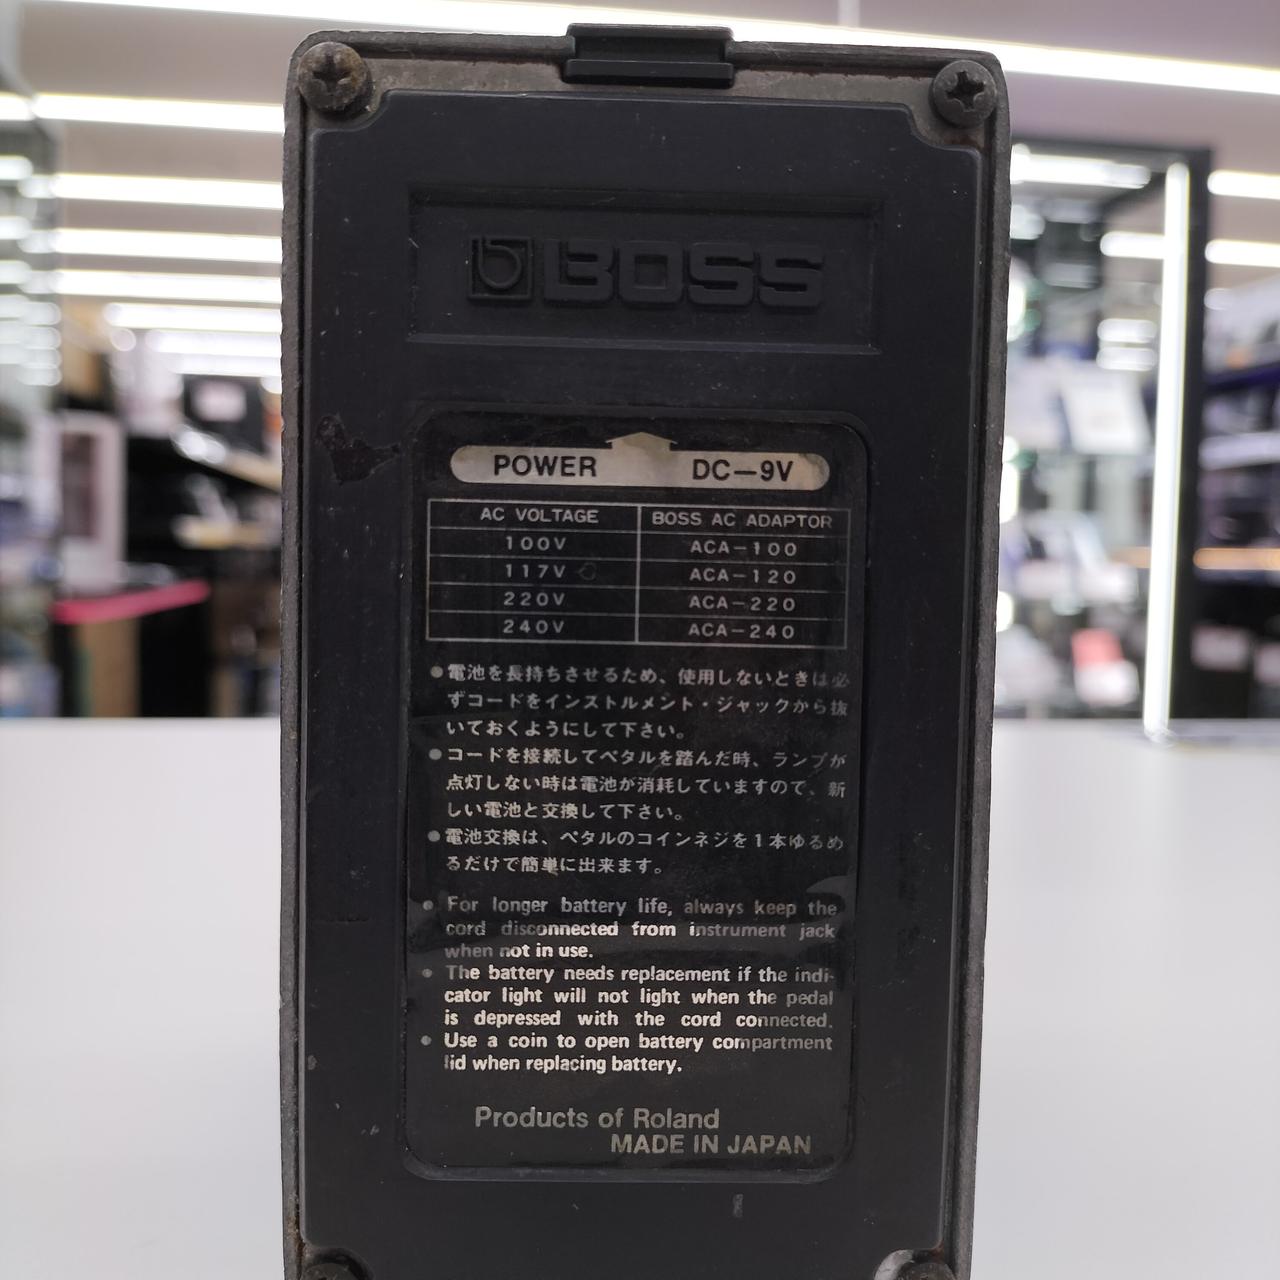 BOSS
POWER DC—9V
AC VOLTAGE BOSS AC ADAPTOR
100V ACA-100
117V ACA-120
220V ACA-220
240V ACA-240
●電池を長持ちさせるため、使用しないときは必
ずコードをインストルメント・ジャックから抜
いておくようにして下さい。
●コードを接続してペタルを踏んだ時、ランプが
点灯しない時は電池が消耗していますので、新
しい電池と交換して下さい。
●電池交換は、ペタルのコインネジを1本ゆるめ
るだけで簡単に出来ます。
● For longer battery life, always keep the
cord disconnected from instrument jack
when not in use.
● The battery needs replacement if the indi-
cator light will not light when the pedal
is depressed with the cord connected.
● Use a coin to open battery compartment
lid when replacing battery.
Products of Roland
MADE IN JAPAN